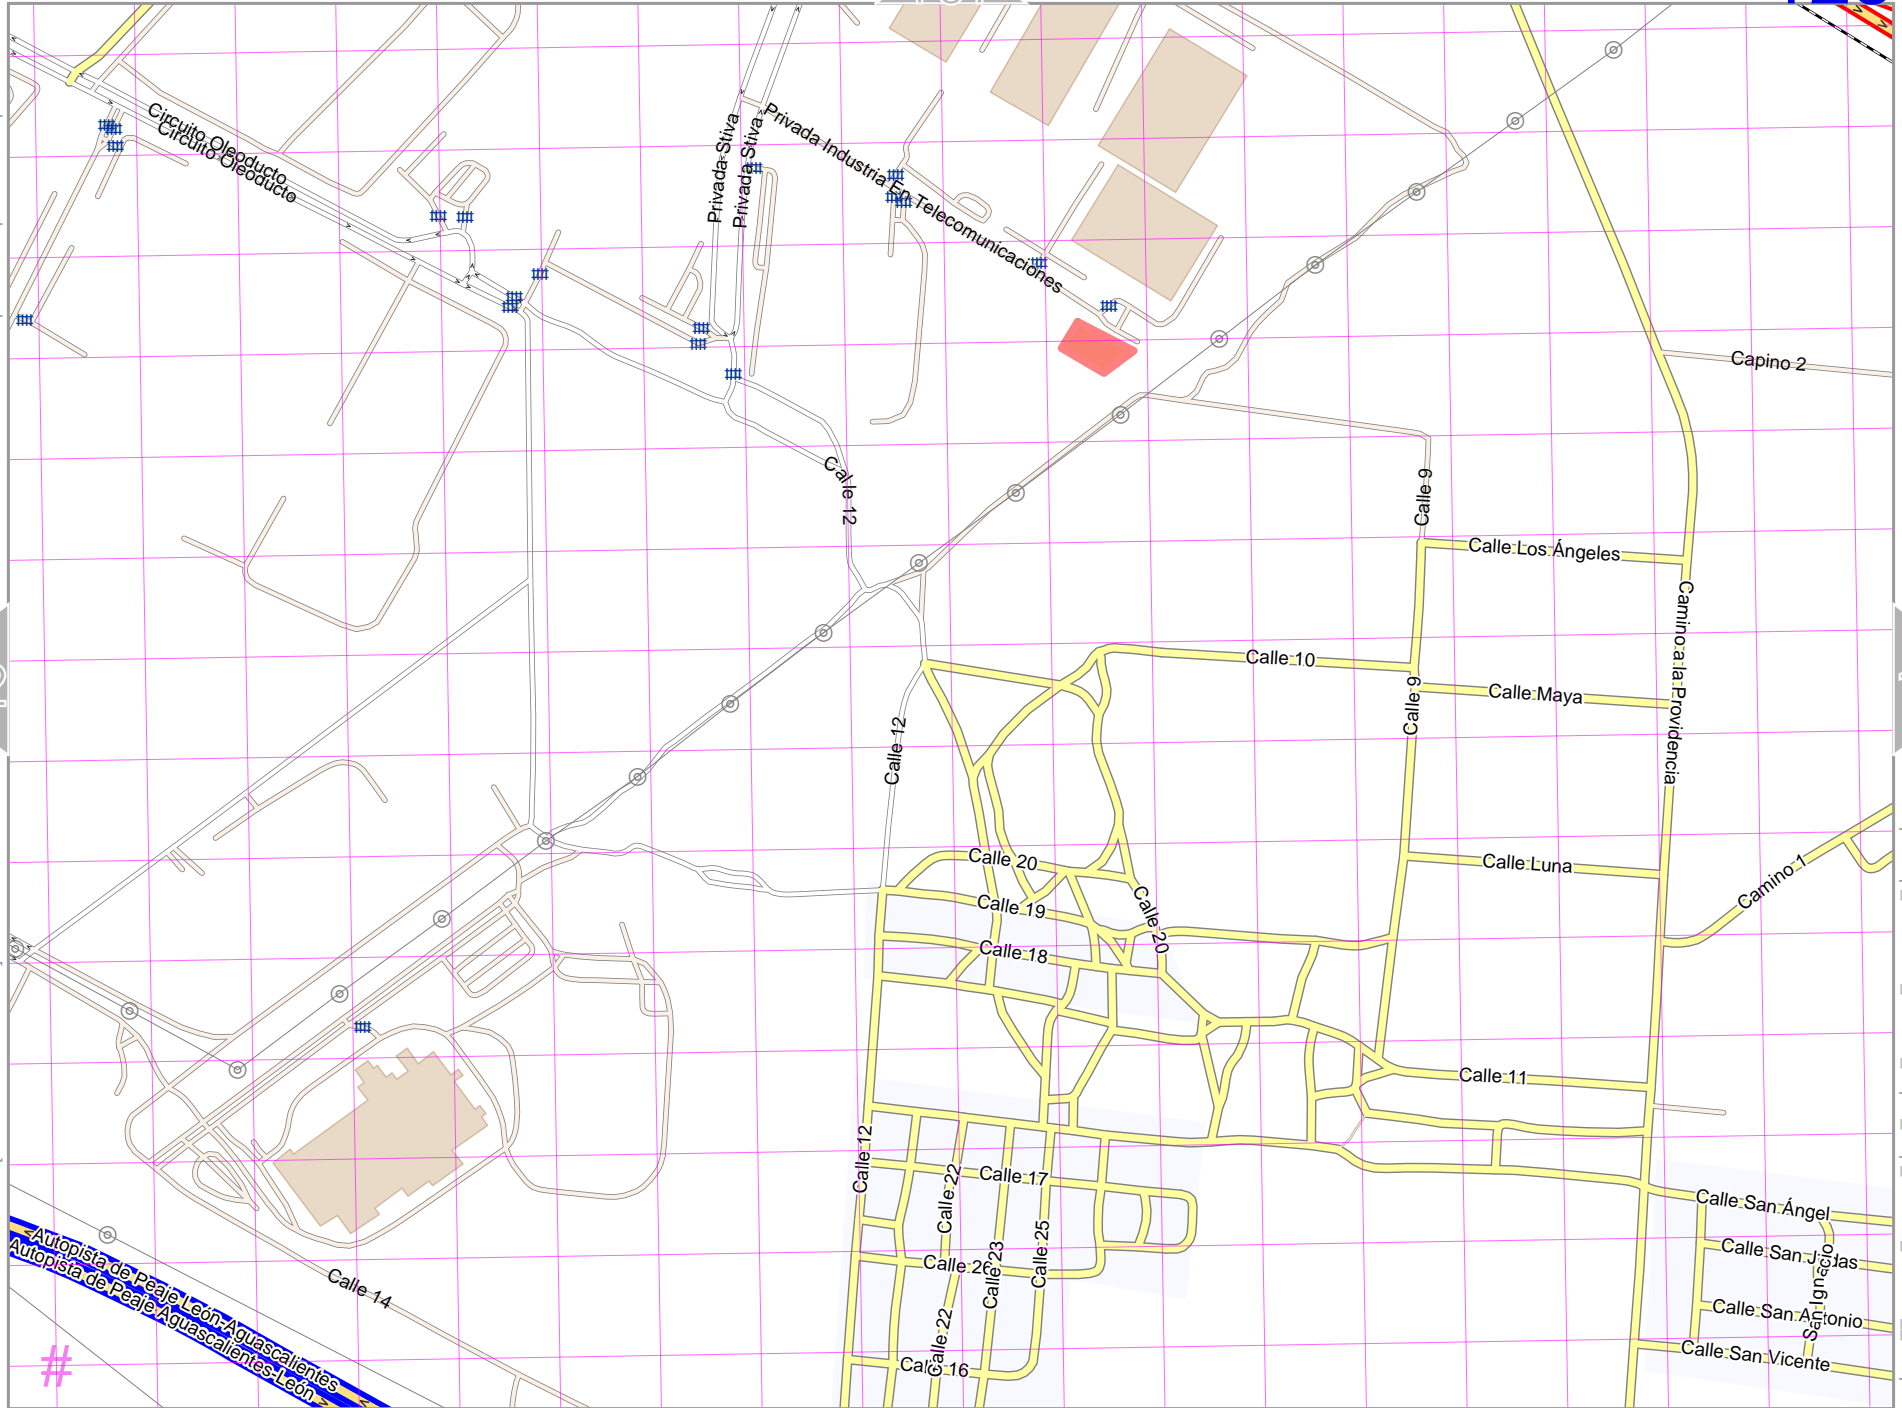 Circuito Oleoducto
Circuito Oleoducto
Privada Stiva
Privada Stiva
Privada Industria En Telecomunicaciones
Capino 2
Calle 12
Calle 9
Calle Los Ángeles
Camino a la Providencia
Calle 10
Calle 9
Calle Maya
Calle 12
Calle 20
Calle Luna
Camino 1
Calle 19
Calle 20
Calle 18
Calle 11
Calle 12
Calle 17
Calle 22
Calle San Ángel
Calle 25
Calle San Judas
Calle 26
Calle 23
San Ignacio
Autopista de Peaje León-Aguascalientes
Autopista de Peaje Aguascalientes-León
Calle 14
Calle San Antonio
Calle 22
Calle San Vicente
Calle 16
#